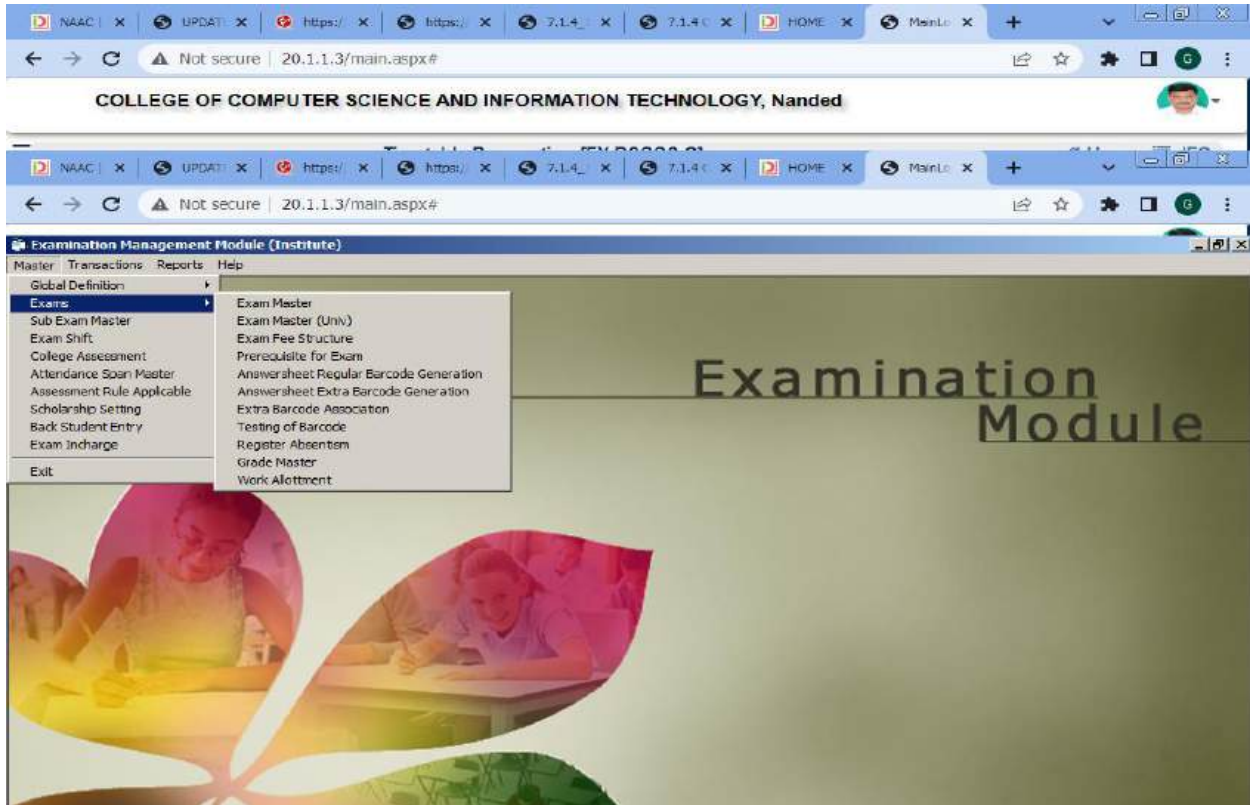 NAAC UPDAT https:/ https:/ 7.1.4_ 7.1.4 HOME MainLo
Not secure 20.1.1.3/main.aspx#
COLLEGE OF COMPUTER SCIENCE AND INFORMATION TECHNOLOGY, Nanded
NAAC UPDAT https:/ https:/ 7.1.4_ 7.1.4 HOME MainLo
Not secure 20.1.1.3/main.aspx#
G
Examination Management Module (Institute)
Master Transactions Reports Help
Global Definition
Exams
Sub Exam Master
Exam Shift
College Assessment
Attendance Span Master
Assessment Rule Applicable
Scholarship Setting
Back Student Entry
Exam Incharge
Exit
Exam Master
Exam Master (Univ)
Exam Fee Structure
Prerequisite for Exam
Answersheet Regular Barcode Generation
Answersheet Extra Barcode Generation
Extra Barcode Association
Testing of Barcode
Register Absentism
Grade Master
Work Allottment
Examination
Module